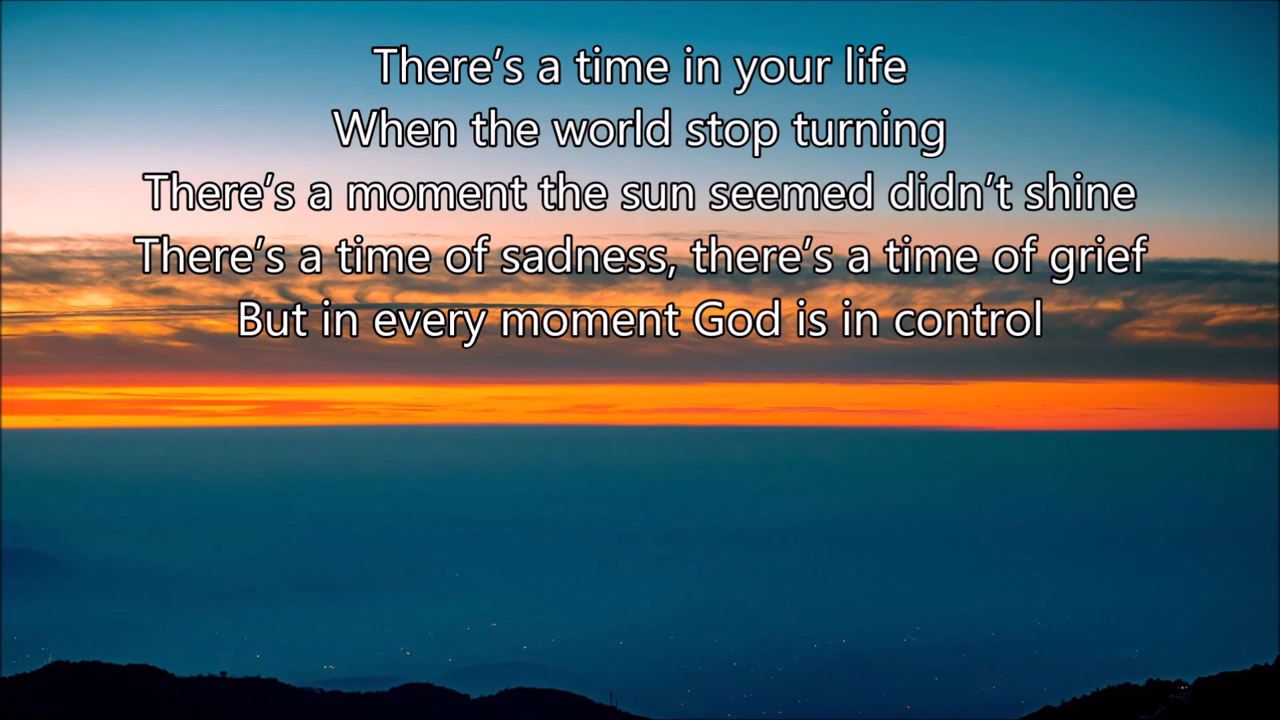 There’s a time in your life
When the world stop turning
There’s a moment the sun seemed didn’t shine
There’s a time of sadness, there’s a time of grief
But in every moment God is in control